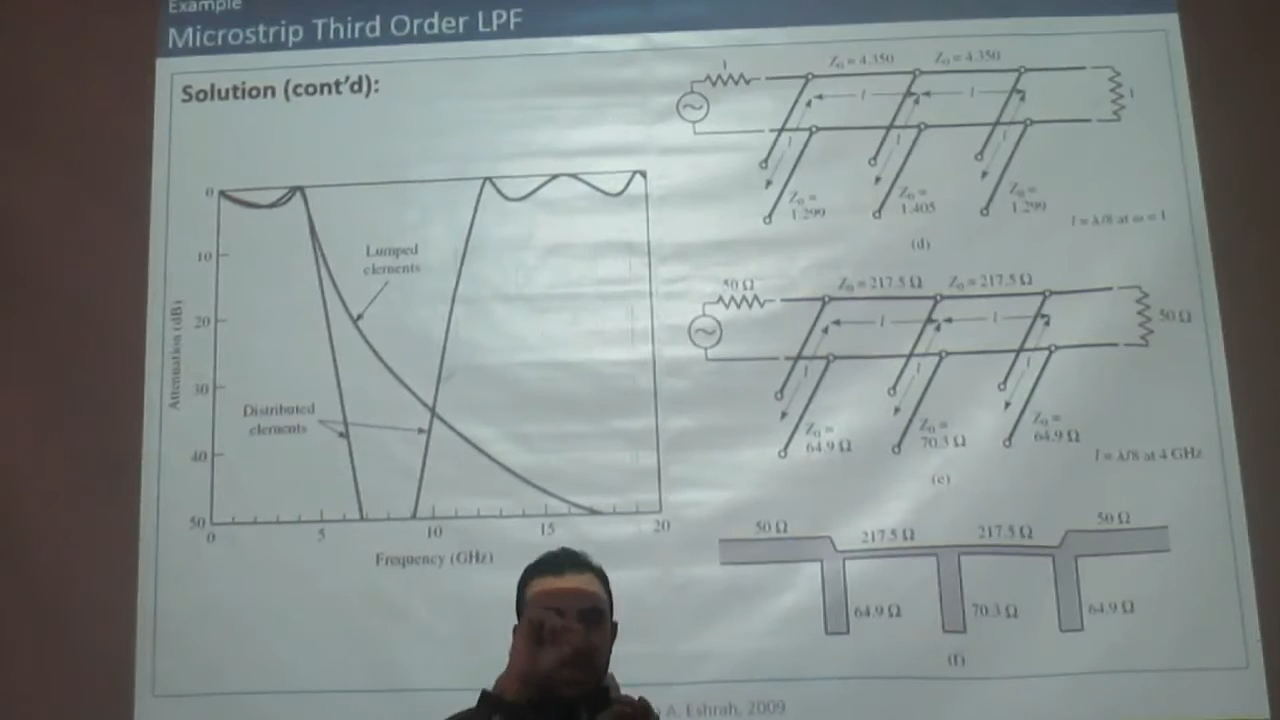 Example
Microstrip Third Order LPF
Solution (cont'd):
0
10
20
30
40
50
Attenuation (dB)
0
5
10
15
20
Frequency (GHz)
Lumped
elements
Distributed
elements
1
Z0 = 4.350
Z0 = 4.350
l
l
1
l
l
l
Z0 =
1.299
Z0 =
1.405
Z0 =
1.299
l = λ/8 at ω = 1
(d)
50 Ω
Z0 = 217.5 Ω
Z0 = 217.5 Ω
l
l
50 Ω
l
l
l
Z0 =
64.9 Ω
Z0 =
70.3 Ω
Z0 =
64.9 Ω
l = λ/8 at 4 GHz
(e)
50 Ω
217.5 Ω
217.5 Ω
50 Ω
64.9 Ω
70.3 Ω
64.9 Ω
(f)
A. Eshrah, 2009